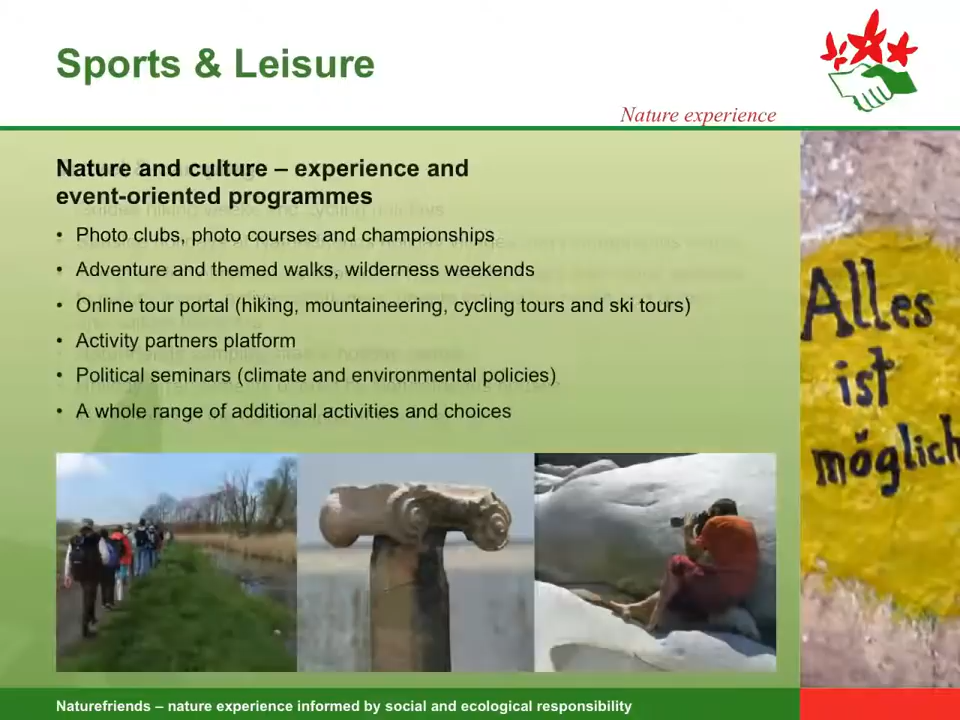 Sports & Leisure
Nature experience
Nature and culture – experience and
event-oriented programmes
• Photo clubs, photo courses and championships
• Adventure and themed walks, wilderness weekends
• Online tour portal (hiking, mountaineering, cycling tours and ski tours)
• Activity partners platform
• Political seminars (climate and environmental policies)
• A whole range of additional activities and choices
Alles
ist
möglich
Naturefriends – nature experience informed by social and ecological responsibility